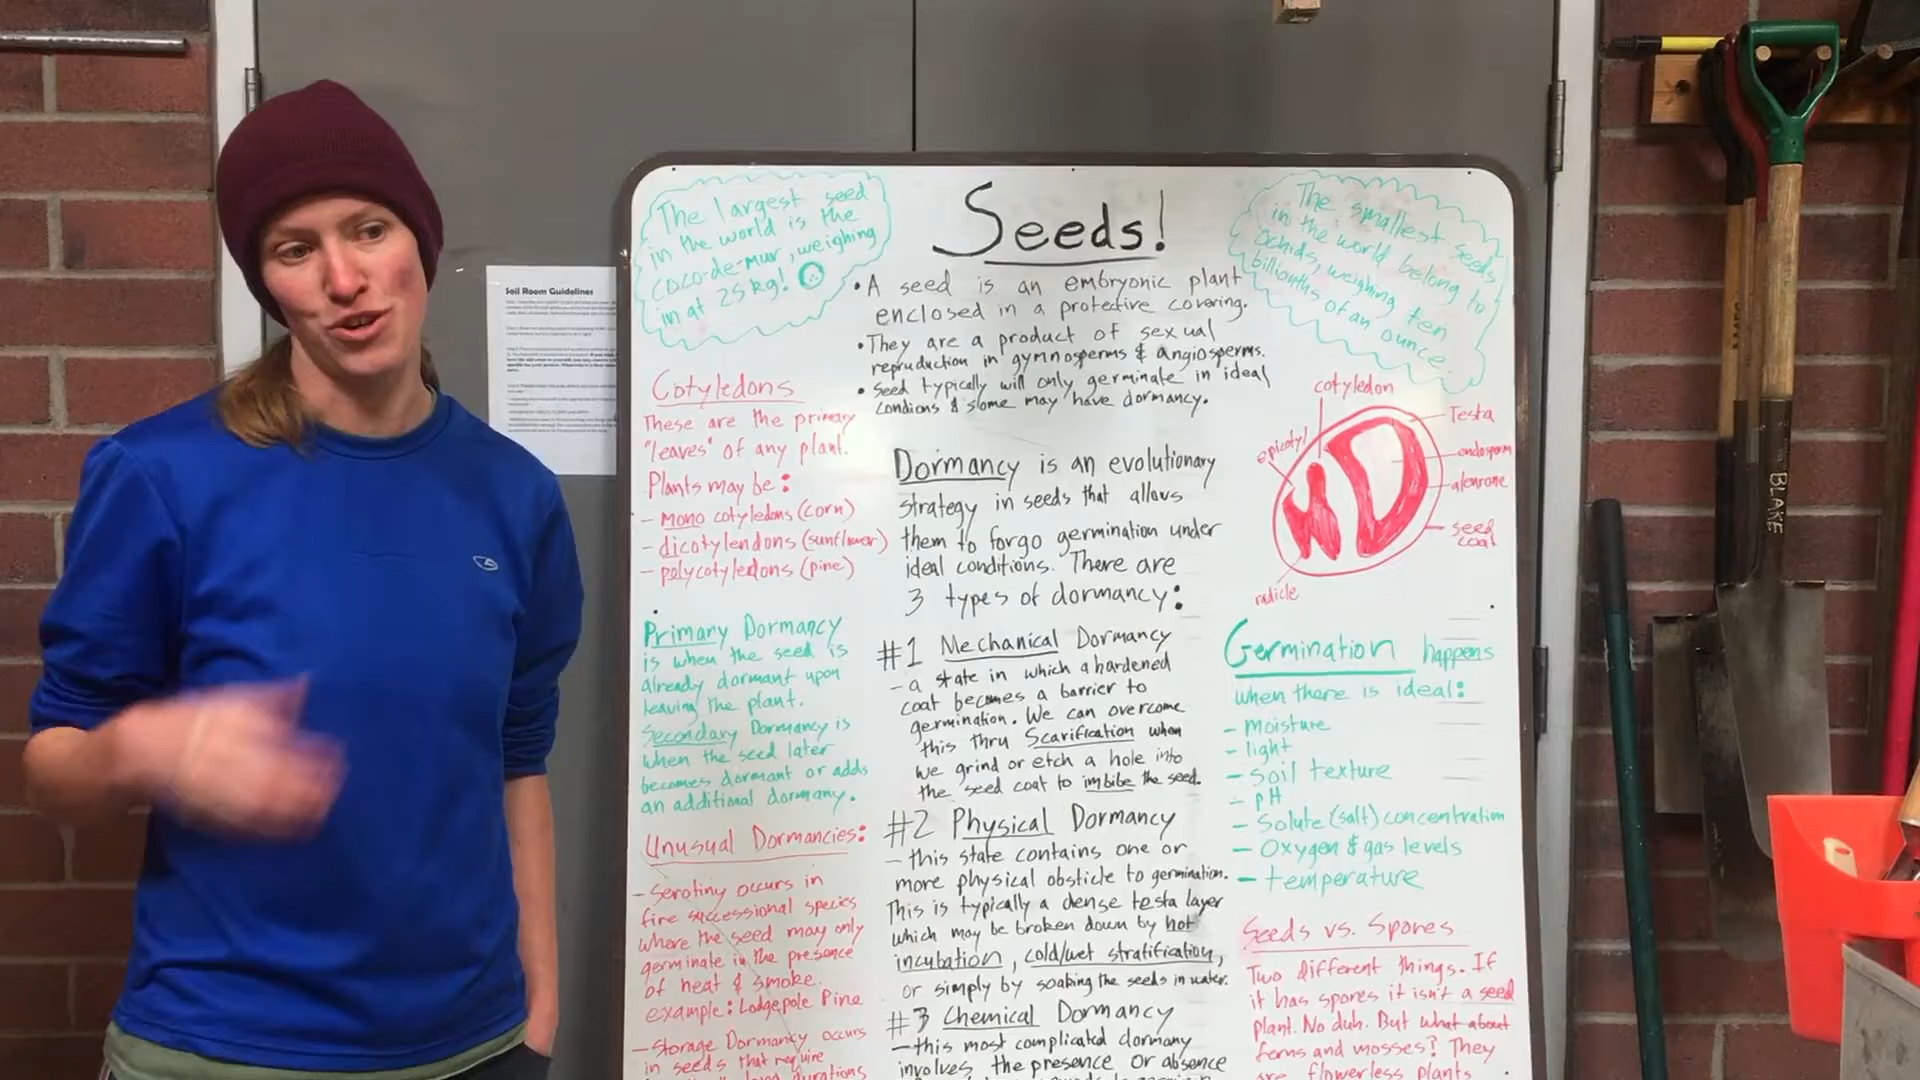 Soil Room Guidelines
The largest seed
in the world is the
coco-de-mur, weighing
in at 25 kg!
Seeds!
• A seed is an embryonic plant
enclosed in a protective covering.
• They are a product of sexual
repruduction in gymnosperms & angiosperms.
• Seed typically will only germinate in ideal
condions & some may have dormancy.
The smallest seeds
in the world belong to
Ochids, weighing ten
billionths of an ounce.
Cotyledons
These are the primary
"leaves" of any plant.
Plants may be:
- mono cotyledons (corn)
- dicotylendons (sunflower)
- polycotyledons (pine)
Primary Dormancy
is when the seed is
already dormant upon
leaving the plant.
Secondary Dormancy is
when the seed later
becomes dormant or adds
an additional dormany.
Unusual Dormancies:
- Serotiny occurs in
fire successional species
where the seed may only
germinate in the presence
of heat & smoke.
example: Lodgepole Pine
- Storage Dormancy occurs
in seeds that require
durations
Dormancy is an evolutionary
strategy in seeds that allows
them to forgo germination under
ideal conditions. There are
3 types of dormancy:
#1 Mechanical Dormancy
- a state in which a hardened
coat becomes a barrier to
germination. We can overcome
this thru Scarification when
we grind or etch a hole into
the seed coat to imbibe the seed.
#2 Physical Dormancy
- this state contains one or
more physical obsticle to germination.
This is typically a dense testa layer
which may be broken down by hot
incubation, cold/wet stratification,
or simply by soaking the seeds in water.
#3 Chemical Dormancy
- this most complicated dormany
involves the presence or absence
cotyledon
Testa
epicotyl
endosperm
aleurone
seed
coat
radicle
Germination happens
when there is ideal:
- Moisture
- light
- soil texture
- pH
- Solute (salt) concentration
- Oxygen & gas levels
- temperature
Seeds vs. Spores
Two different things. If
it has spores it isn't a seed
plant. No duh. But what about
ferns and mosses? They
are flowerless plants
BLAKE